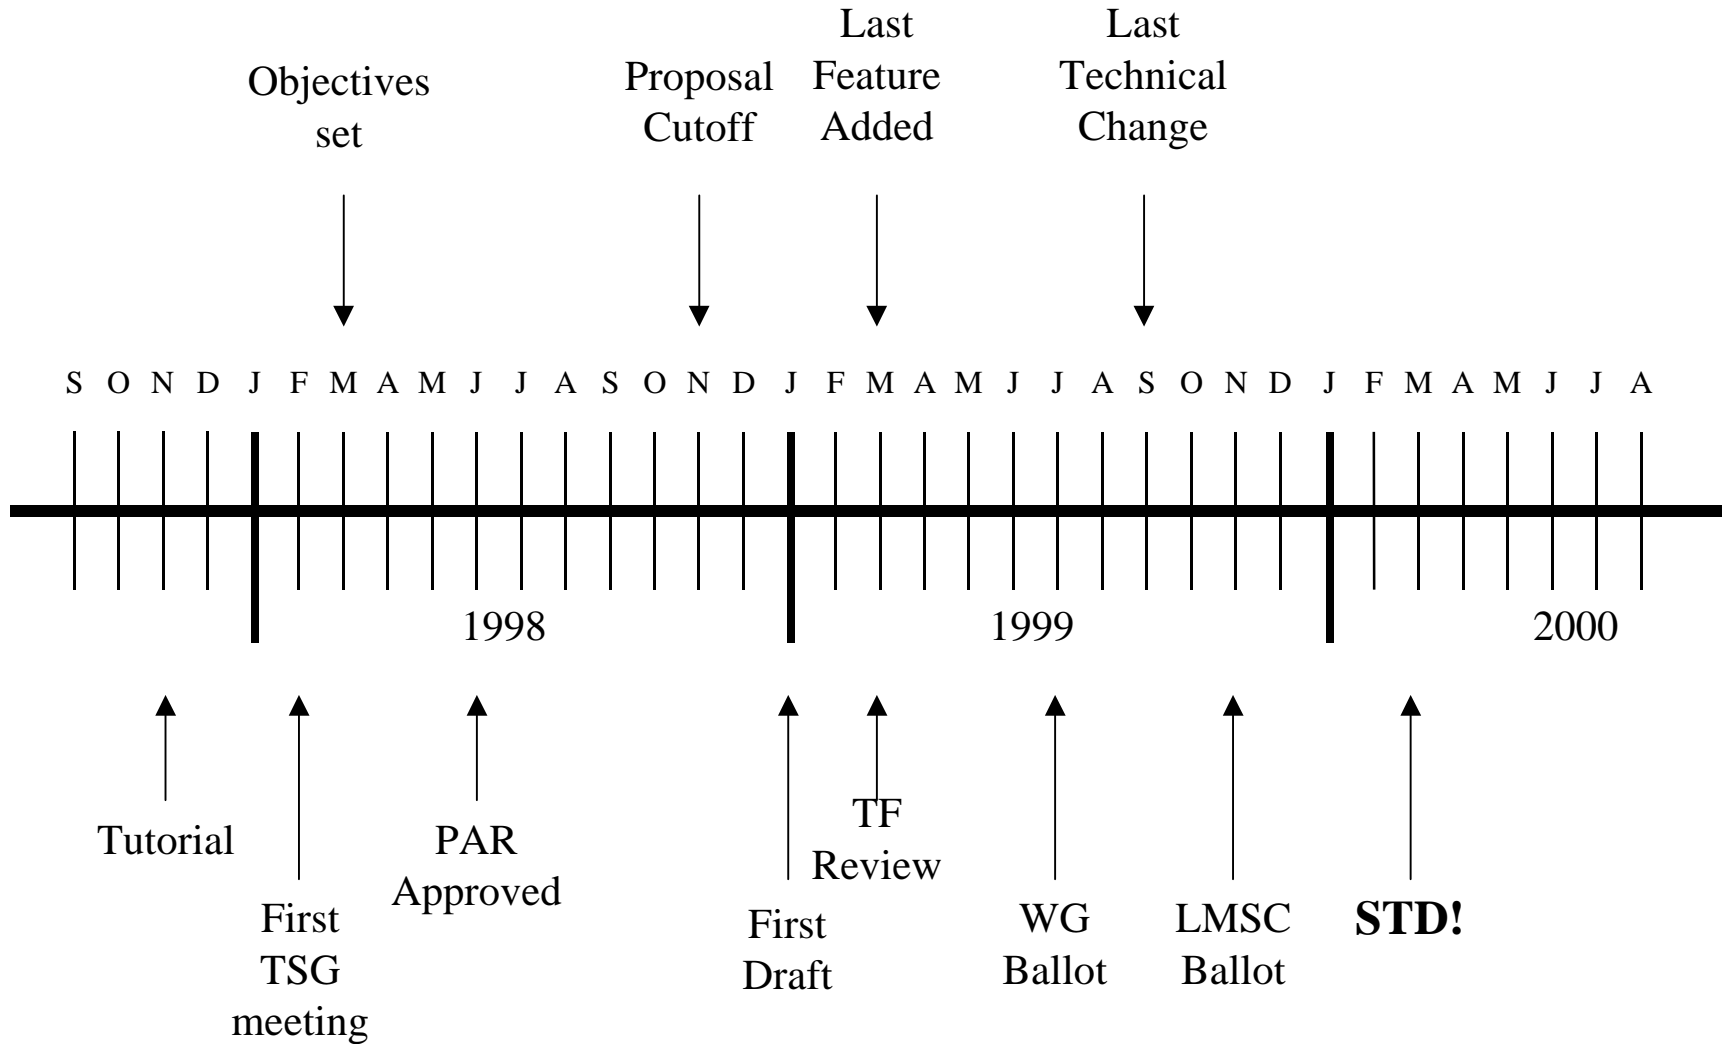 Objectives
set
Proposal
Cutoff
Last
Feature
Added
Last
Technical
Change
S O N D J F M A M J J A S O N D J F M A M J J A S O N D J F M A M J J A
1998
1999
2000
Tutorial
First
TSG
meeting
PAR
Approved
First
Draft
TF
Review
WG
Ballot
LMSC
Ballot
STD!